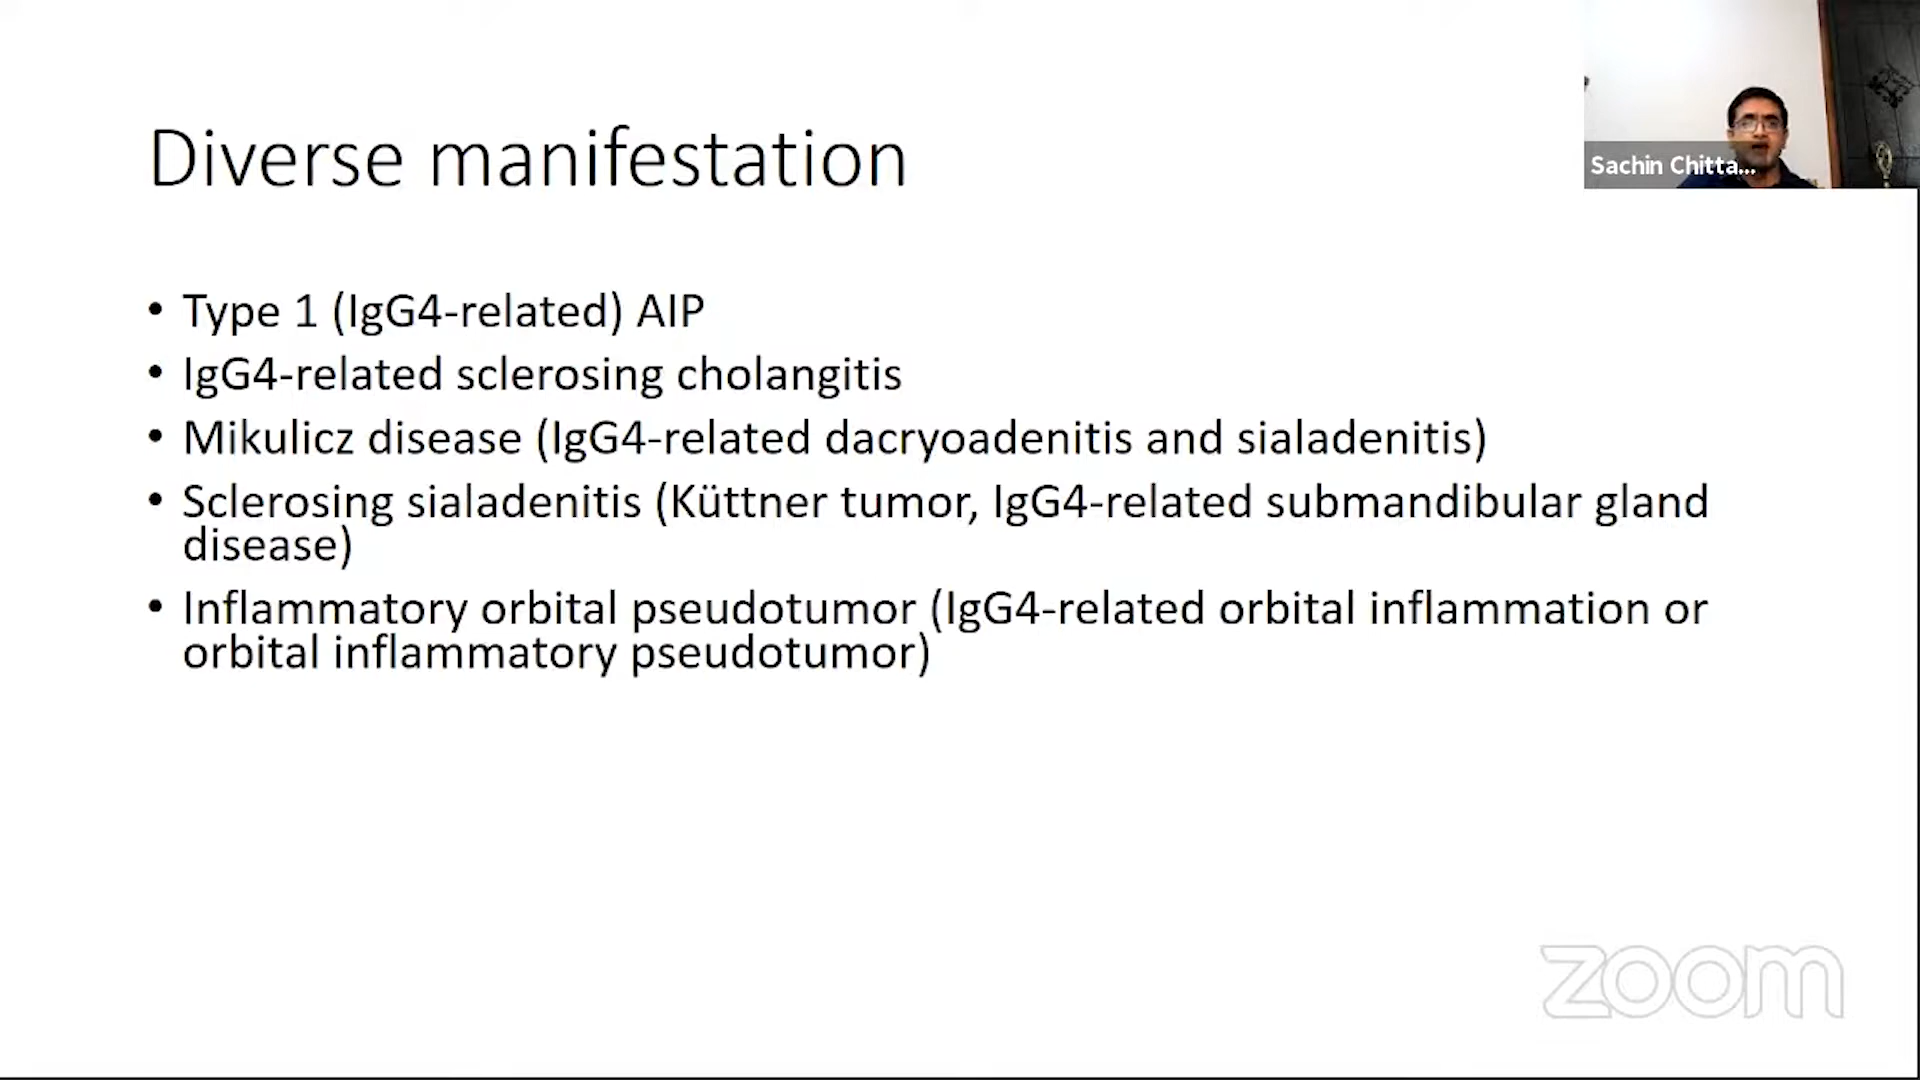 Diverse manifestation
Sachin Chitta...
• Type 1 (IgG4-related) AIP
• IgG4-related sclerosing cholangitis
• Mikulicz disease (IgG4-related dacryoadenitis and sialadenitis)
• Sclerosing sialadenitis (Küttner tumor, IgG4-related submandibular gland
disease)
• Inflammatory orbital pseudotumor (IgG4-related orbital inflammation or
orbital inflammatory pseudotumor)
zoom